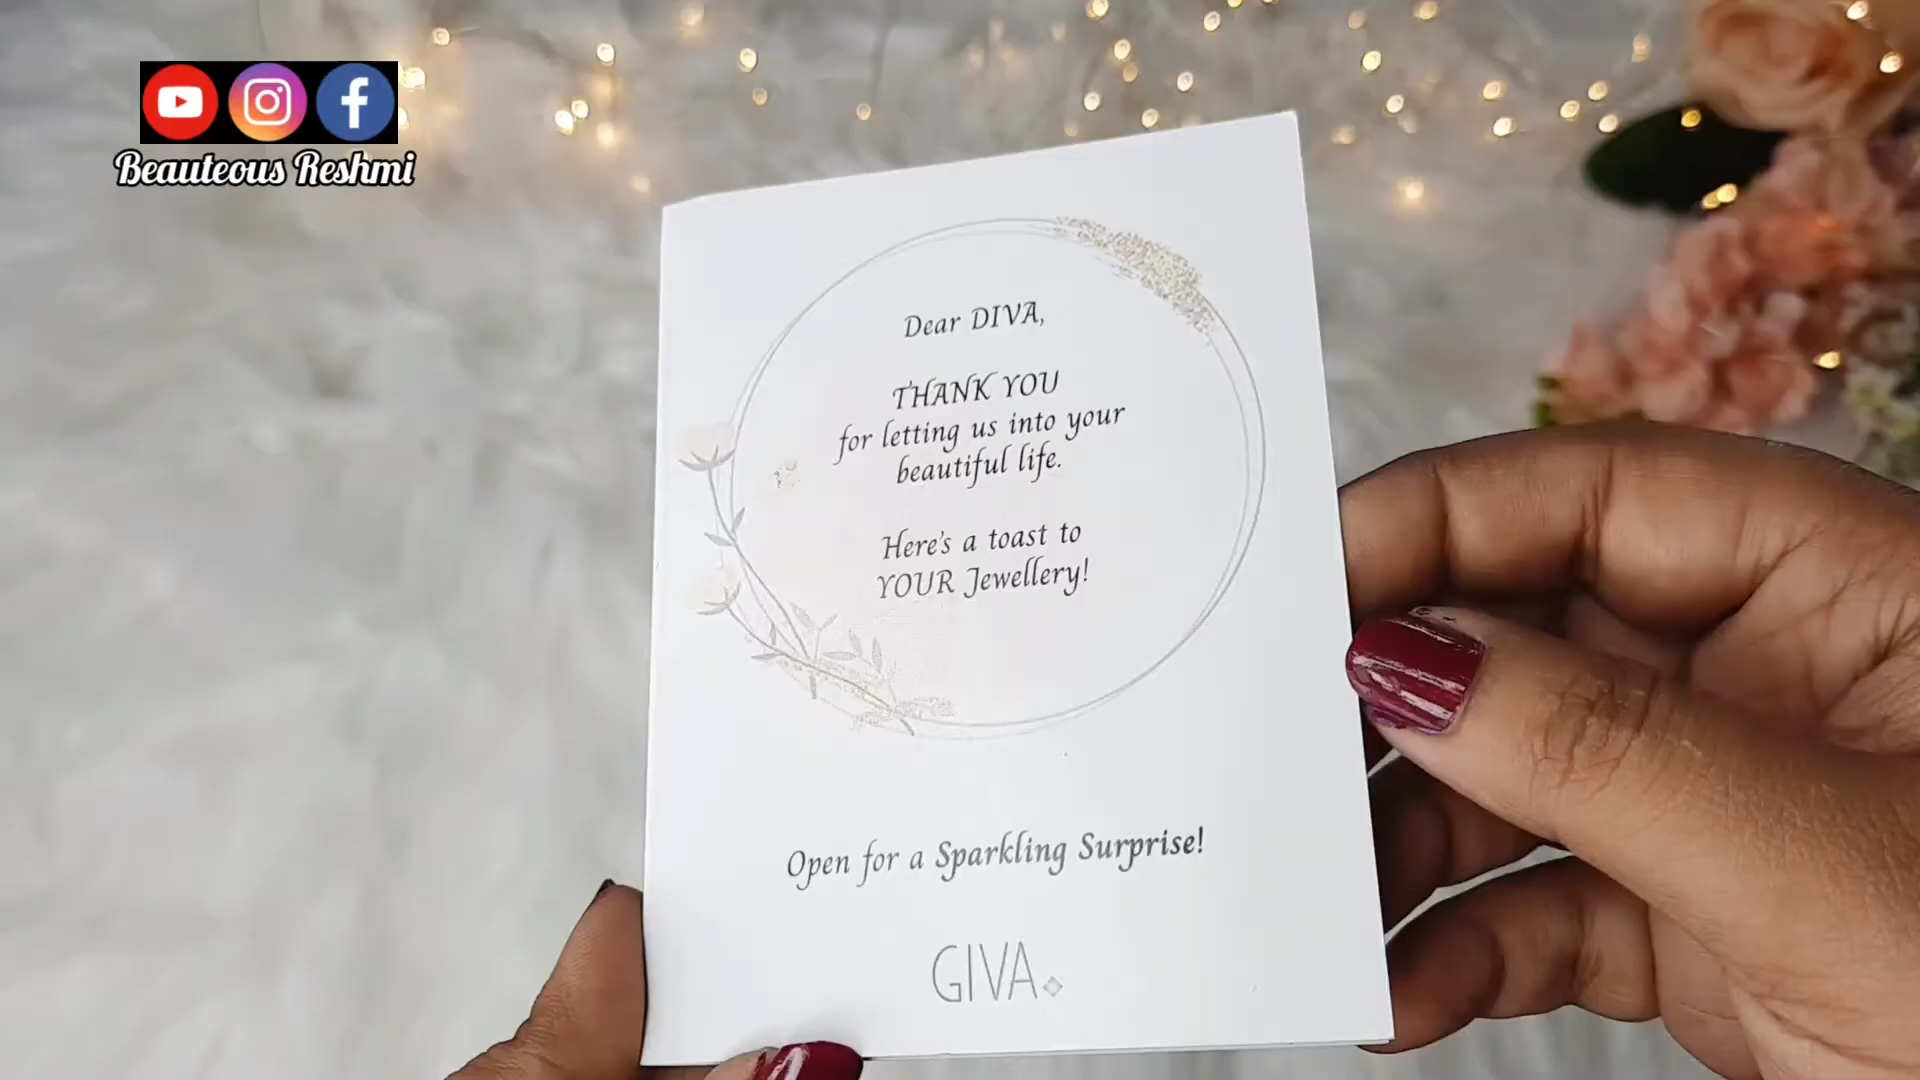 Beauteous Reshmi
Dear DIVA,
THANK YOU
for letting us into your
beautiful life.
Here's a toast to
YOUR Jewellery!
Open for a Sparkling Surprise!
GIVA